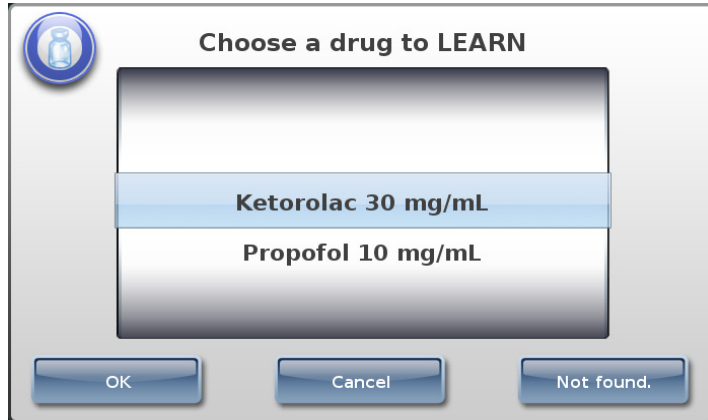 Choose a drug to LEARN
Ketorolac 30 mg/mL
Propofol 10 mg/mL
OK
Cancel
Not found.